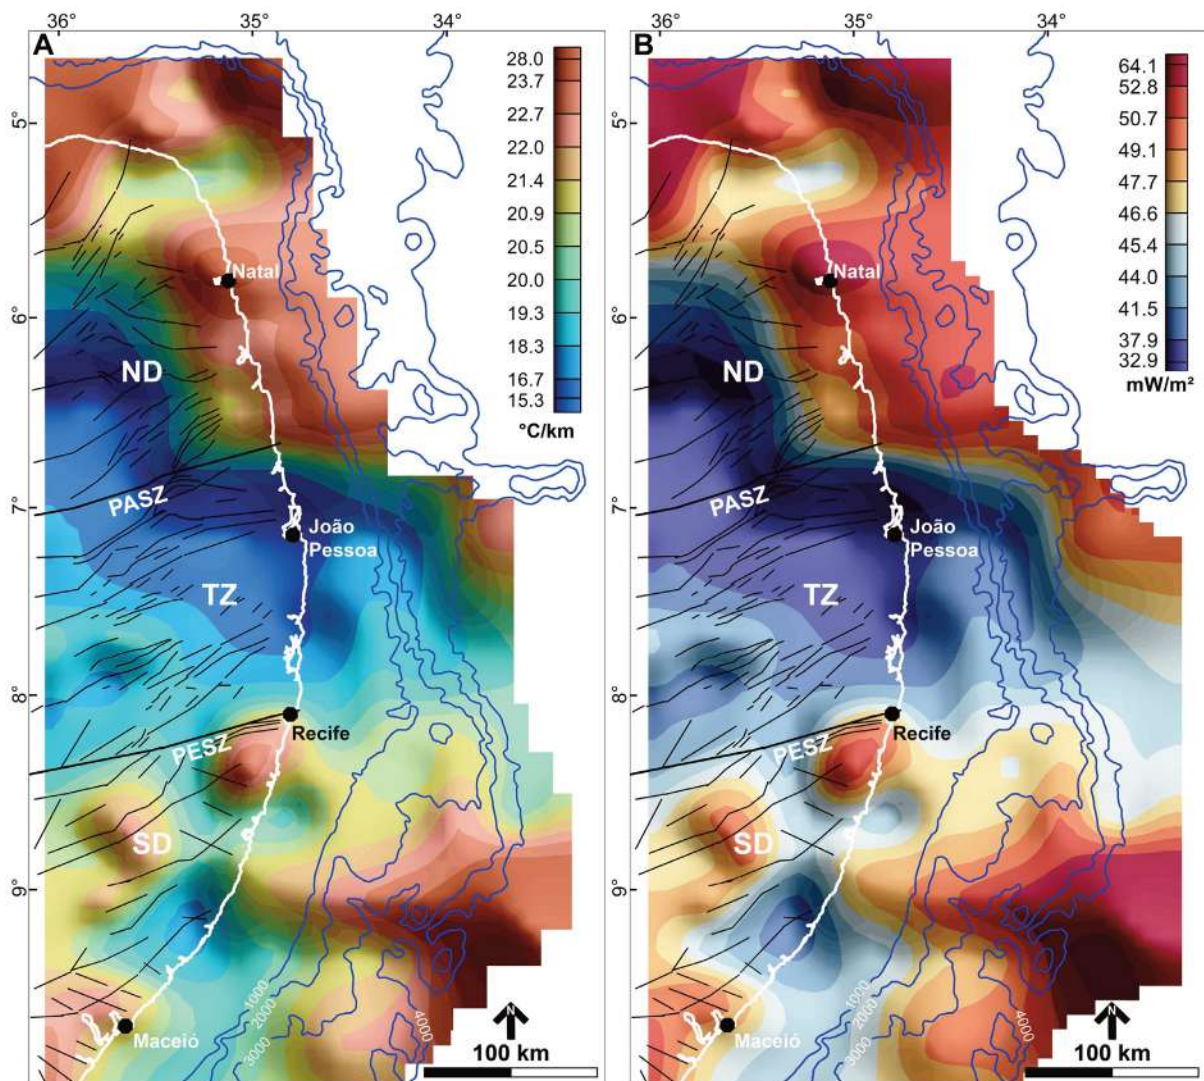 36°
35°
34°
A
28.0
23.7
22.7
22.0
21.4
20.9
20.5
20.0
19.3
18.3
16.7
15.3
°C/km
5°
6°
7°
8°
9°
Natal
ND
PASZ
João
Pessoa
TZ
Recife
PESZ
SD
Maceió
1000
2000
3000
4000
N
100 km
36°
35°
34°
B
64.1
52.8
50.7
49.1
47.7
46.6
45.4
44.0
41.5
37.9
32.9
mW/m²
5°
6°
7°
8°
9°
Natal
ND
PASZ
João
Pessoa
TZ
Recife
PESZ
SD
Maceió
1000
2000
3000
4000
N
100 km